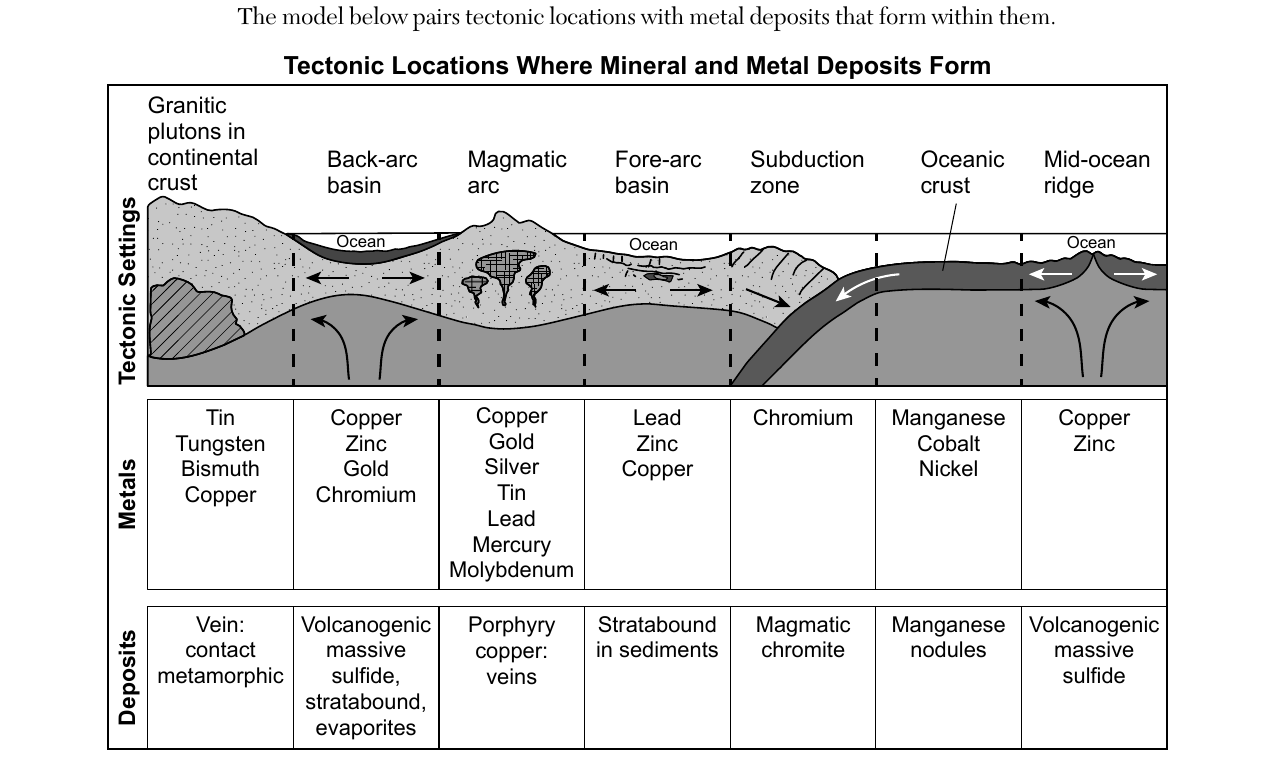 The model below pairs tectonic locations with metal deposits that form within them.
Tectonic Locations Where Mineral and Metal Deposits Form
Tectonic Settings
Granitic
plutons in
continental
crust
Back-arc
basin
Magmatic
arc
Fore-arc
basin
Subduction
zone
Oceanic
crust
Mid-ocean
ridge
Ocean
Ocean
Ocean
Metals
Tin
Tungsten
Bismuth
Copper
Copper
Zinc
Gold
Chromium
Copper
Gold
Silver
Tin
Lead
Mercury
Molybdenum
Lead
Zinc
Copper
Chromium
Manganese
Cobalt
Nickel
Copper
Zinc
Deposits
Vein:
contact
metamorphic
Volcanogenic
massive
sulfide,
stratabound,
evaporites
Porphyry
copper:
veins
Stratabound
in sediments
Magmatic
chromite
Manganese
nodules
Volcanogenic
massive
sulfide